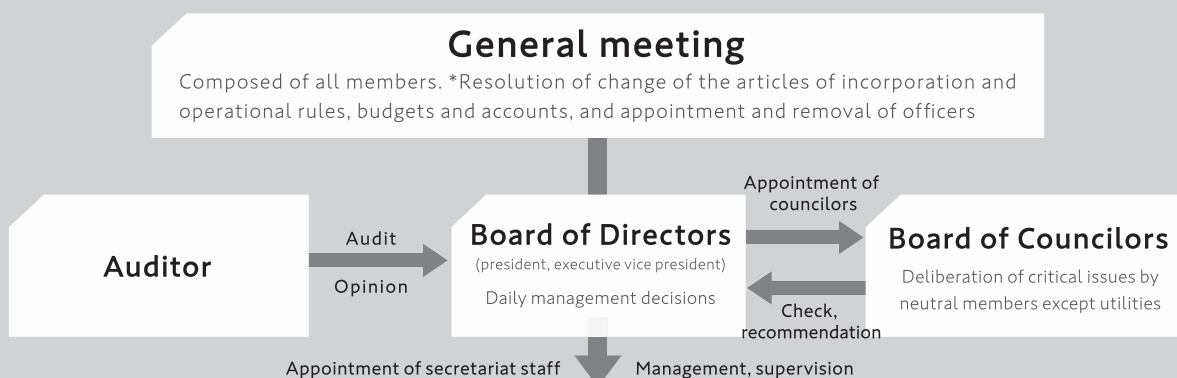 General meeting
Composed of all members. *Resolution of change of the articles of incorporation and
operational rules, budgets and accounts, and appointment and removal of officers
Auditor
Audit
Opinion
Board of Directors
(president, executive vice president)
Daily management decisions
Appointment of
councilors
Check,
recommendation
Board of Councilors
Deliberation of critical issues by
neutral members except utilities
Appointment of secretariat staff
Management, supervision